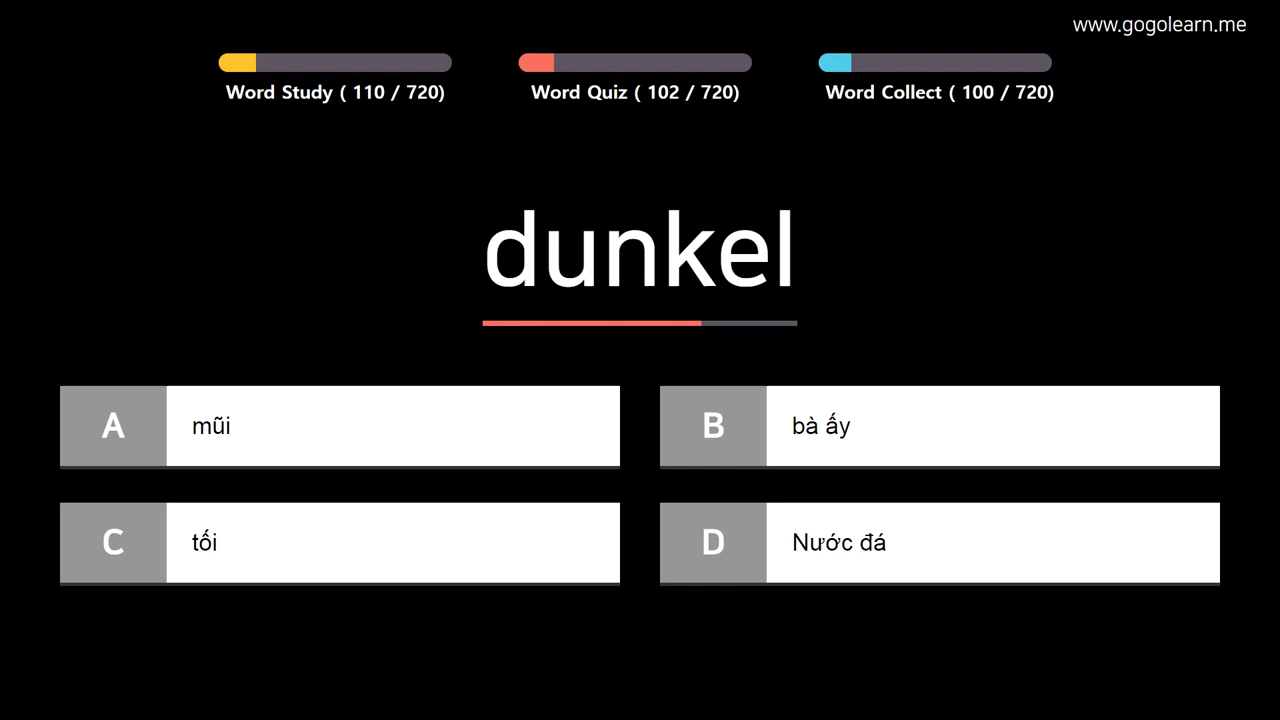 www.gogolearn.me
Word Study ( 110 / 720)
Word Quiz ( 102 / 720)
Word Collect ( 100 / 720)
dunkel
A mũi
B bà ấy
C tối
D Nước đá